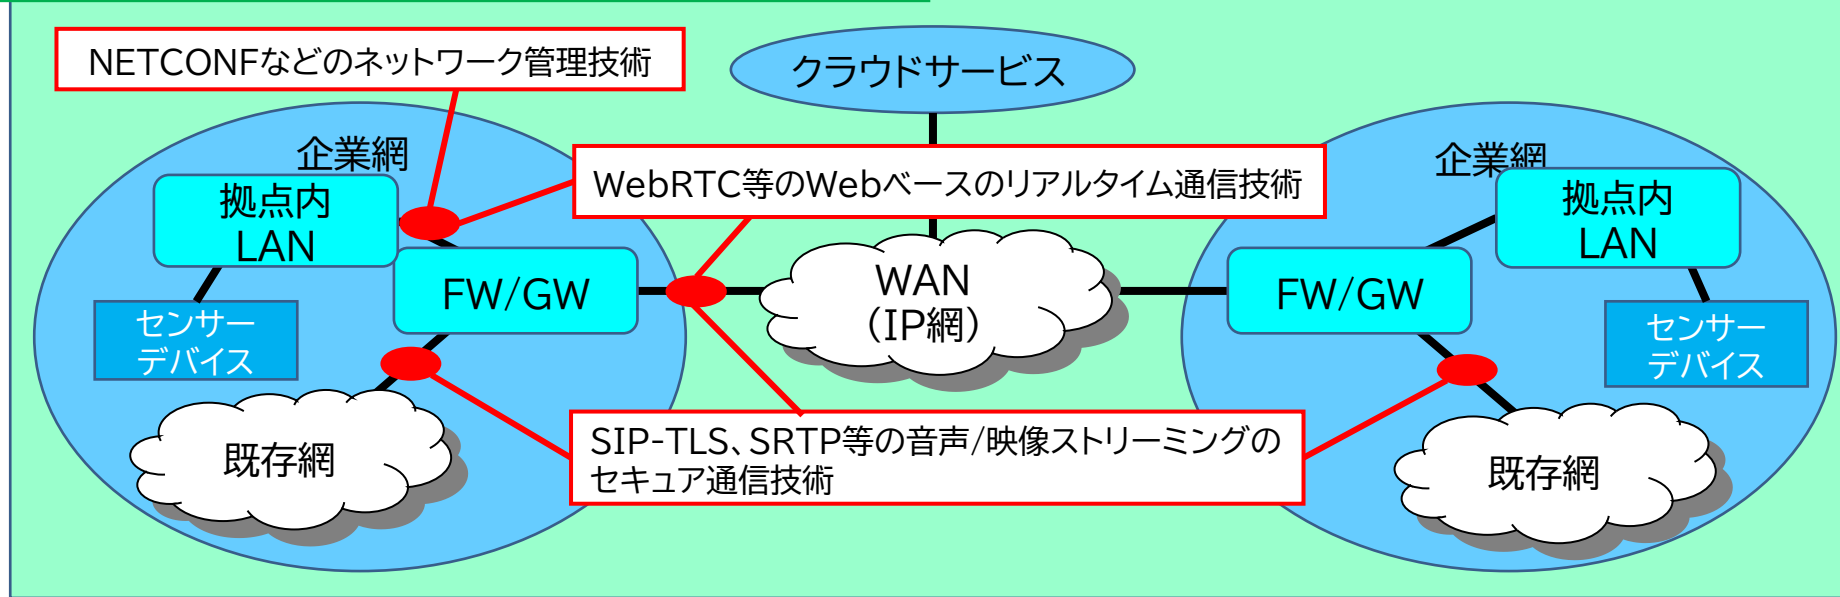 NETCONFなどのネットワーク管理技術
クラウドサービス
企業網
企業網
WebRTC等のWebベースのリアルタイム通信技術
拠点内
LAN
拠点内
LAN
FW/GW
WAN
(IP網)
FW/GW
センサー
デバイス
センサー
デバイス
SIP-TLS、SRTP等の音声/映像ストリーミングの
セキュア通信技術
既存網
既存網